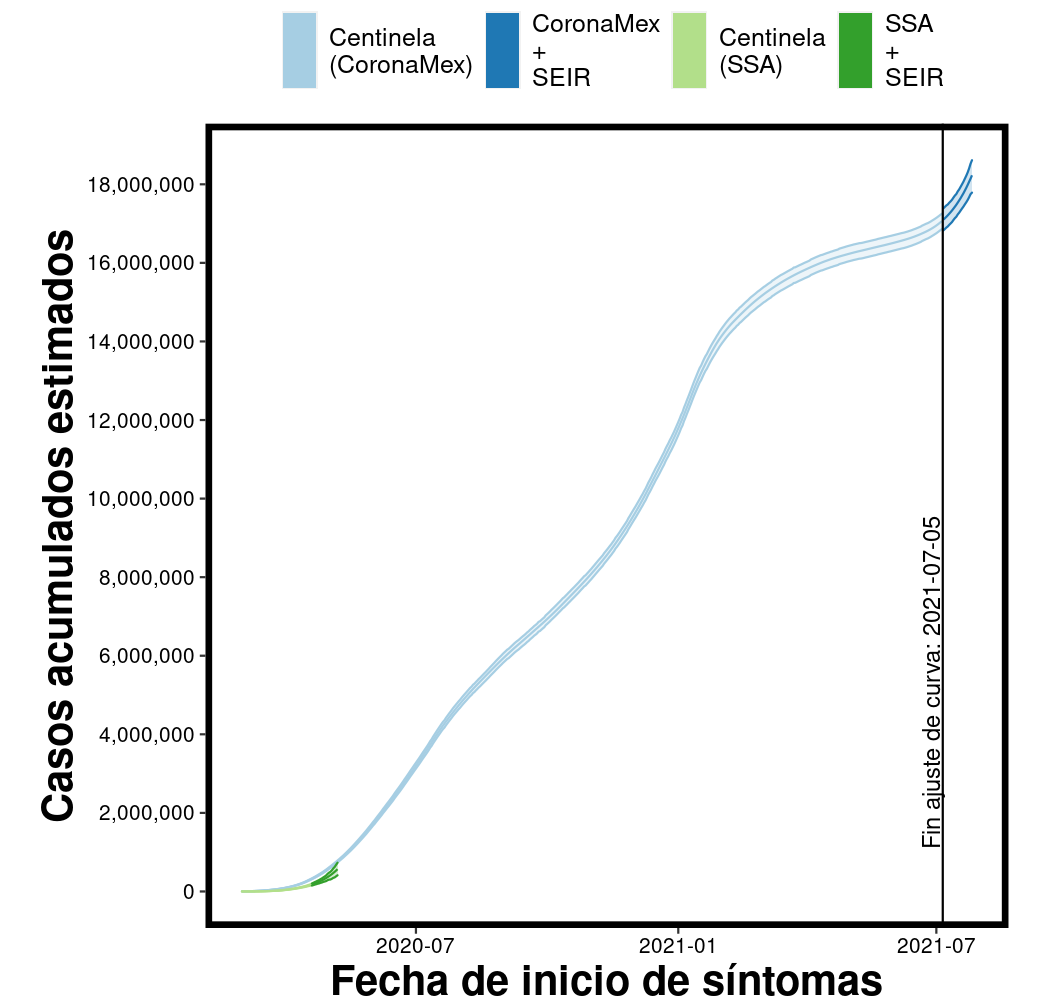 Centinela
(CoronaMex)
CoronaMex
+
SEIR
Centinela
(SSA)
SSA
+
SEIR
Casos acumulados estimados
18,000,000
16,000,000
14,000,000
12,000,000
10,000,000
8,000,000
6,000,000
4,000,000
2,000,000
0
Fin ajuste de curva: 2021-07-05
2020-07
2021-01
2021-07
Fecha de inicio de síntomas